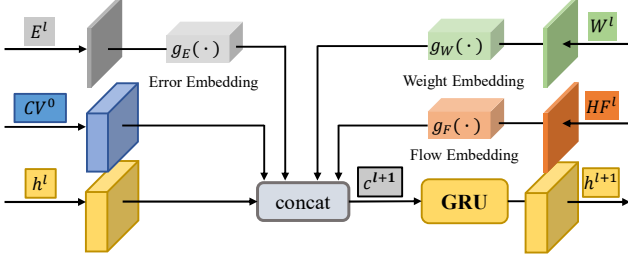 E^l
g_E(·)
g_W(·)
W^l
Error Embedding
Weight Embedding
CV^0
g_F(·)
HF^l
Flow Embedding
h^l
concat
c^{l+1}
GRU
h^{l+1}